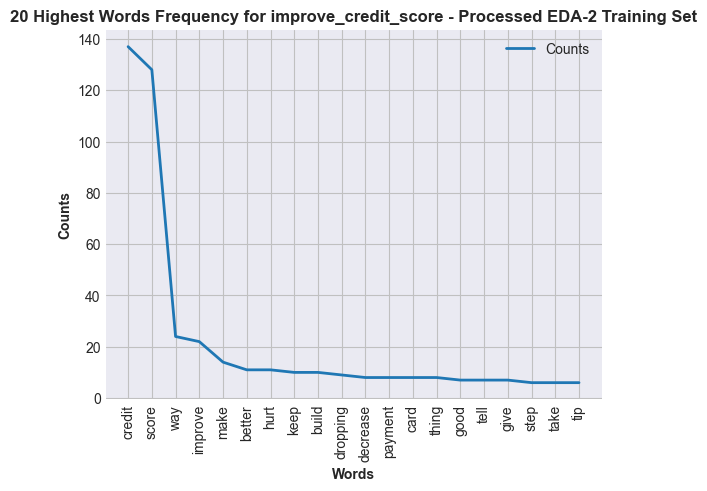 20 Highest Words Frequency for improve_credit_score - Processed EDA-2 Training Set
140
120
100
80
60
40
20
0
Counts
Counts
credit
score
way
improve
make
better
hurt
keep
build
dropping
decrease
payment
card
thing
good
tell
give
step
take
tip
Words